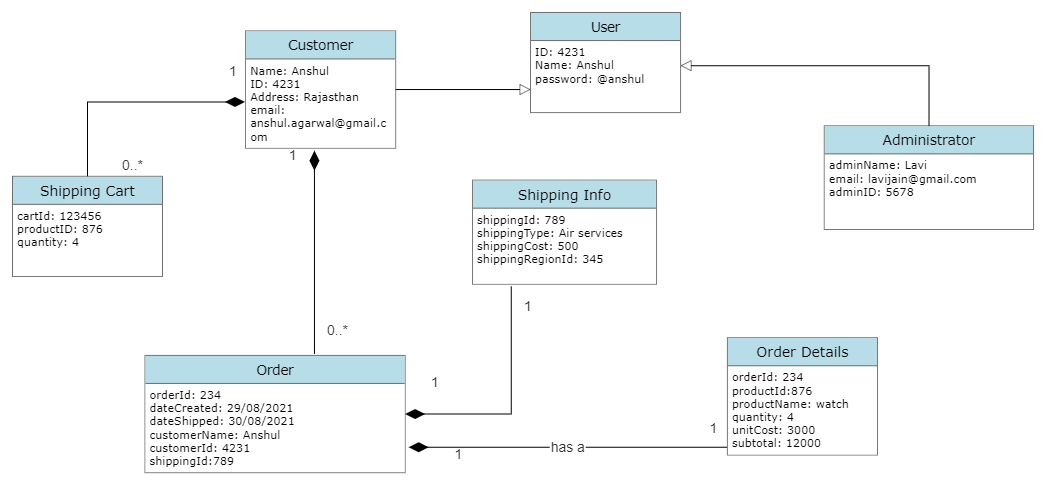 User
ID: 4231
Name: Anshul
password: @anshul
Customer
Name: Anshul
ID: 4231
Address: Rajasthan
email:
anshul.agarwal@gmail.c
om
1
1
0..*
Administrator
adminName: Lavi
email: lavijain@gmail.com
adminID: 5678
Shipping Cart
cartId: 123456
productID: 876
quantity: 4
Shipping Info
shippingId: 789
shippingType: Air services
shippingCost: 500
shippingRegionId: 345
1
0..*
Order
orderId: 234
dateCreated: 29/08/2021
dateShipped: 30/08/2021
customerName: Anshul
customerId: 4231
shippingId:789
1
1
has a
1
Order Details
orderId: 234
productId:876
productName: watch
quantity: 4
unitCost: 3000
subtotal: 12000